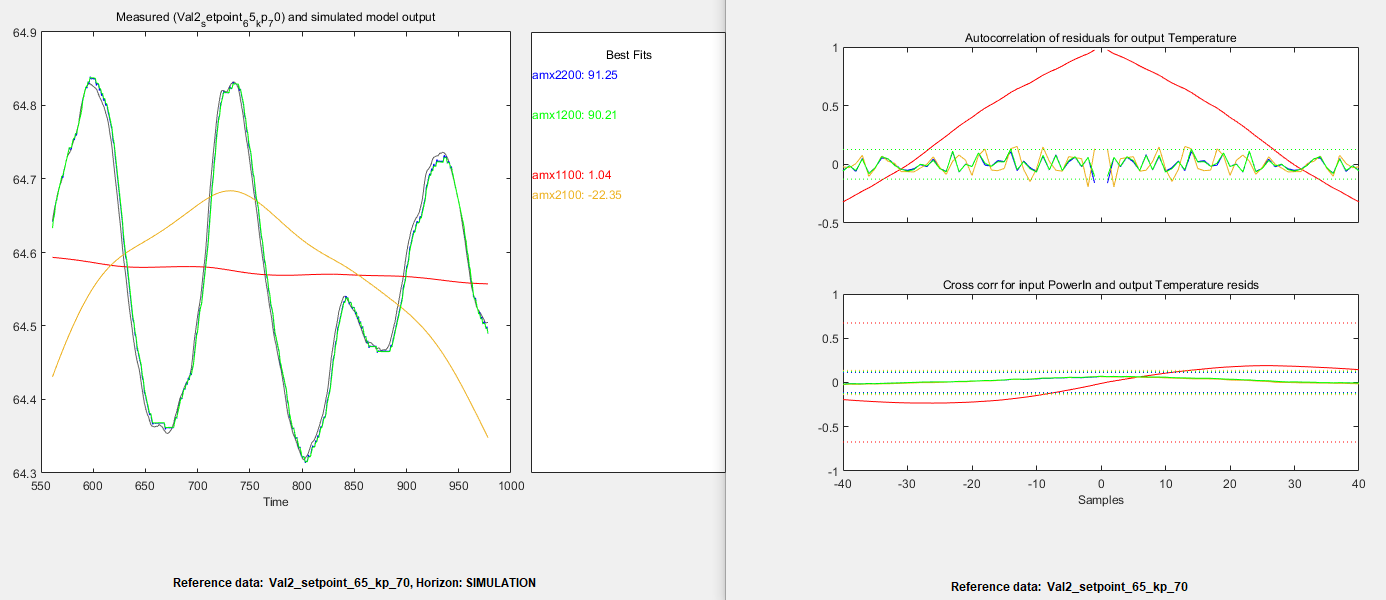 Measured (Val2_setpoint_65_kp_70) and simulated model output
64.9
64.8
64.7
64.6
64.5
64.4
64.3
550 600 650 700 750 800 850 900 950 1000
Time
Best Fits
amx2200: 91.25
amx1200: 90.21
amx1100: 1.04
amx2100: -22.35
Reference data: Val2_setpoint_65_kp_70, Horizon: SIMULATION
Autocorrelation of residuals for output Temperature
1
0.5
0
-0.5
Cross corr for input PowerIn and output Temperature resids
1
0.5
0
-0.5
-1
-40 -30 -20 -10 0 10 20 30 40
Samples
Reference data: Val2_setpoint_65_kp_70